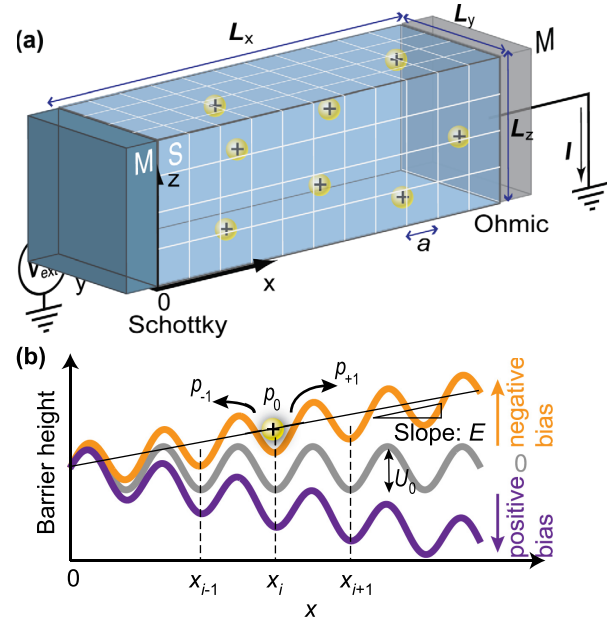 (a)
Lx
Ly
M
M
S
z
Lz
I
+
+
+
+
+
+
+
+
Vext
y
0
x
a
Ohmic
Schottky
(b)
Barrier height
p-1
p0
p+1
+
Slope: E
U0
negative
bias
0
positive
bias
0
xi-1
xi
xi+1
x